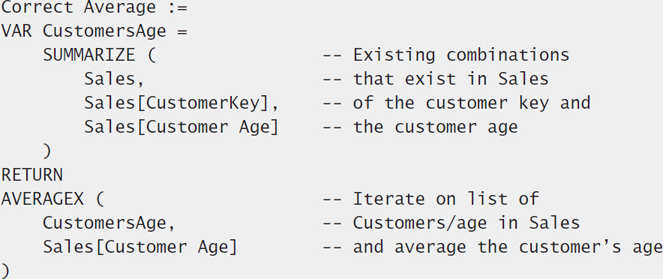 Correct Average :=
VAR CustomersAge =
    SUMMARIZE (                -- Existing combinations
        Sales,                 -- that exist in Sales
        Sales[CustomerKey],    -- of the customer key and
        Sales[Customer Age]    -- the customer age
    )
RETURN
AVERAGEX (                     -- Iterate on list of
    CustomersAge,              -- Customers/age in Sales
    Sales[Customer Age]        -- and average the customer’s age
)